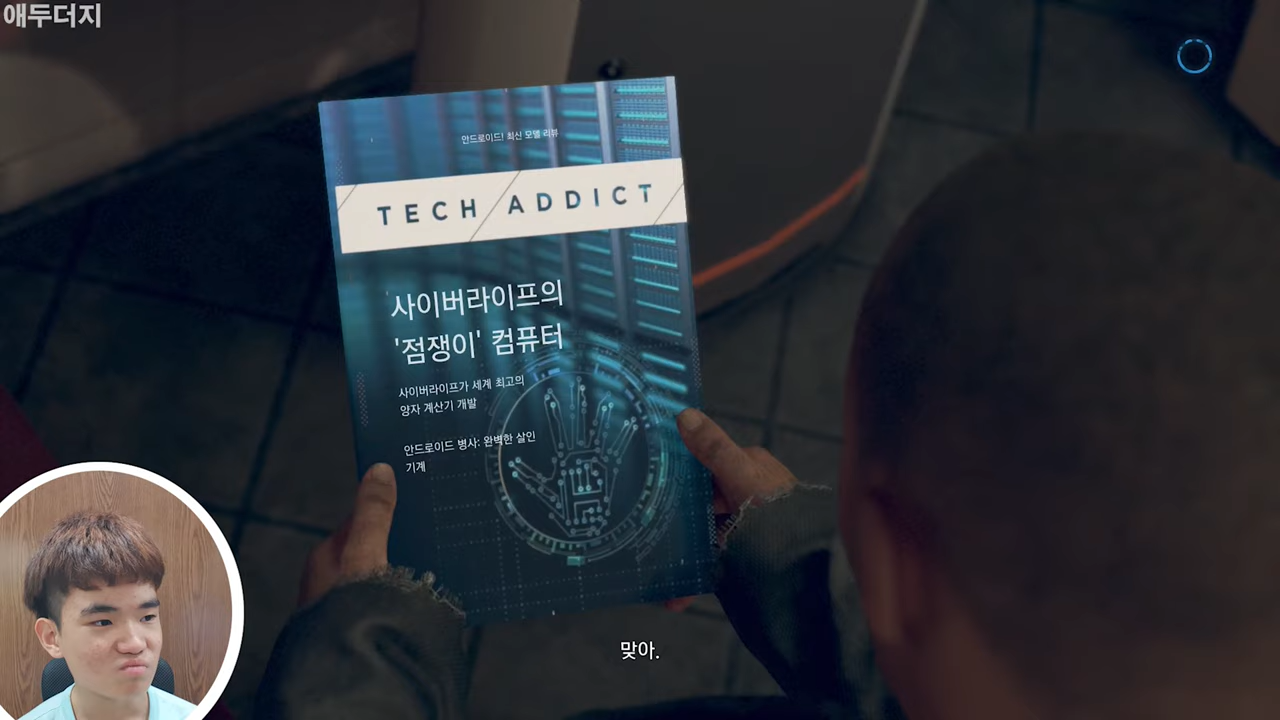 애두더지
안드로이드! 최신 모델 리뷰
TECH ADDICT
사이버라이프의
'점쟁이' 컴퓨터
사이버라이프가 세계 최고의
양자 계산기 개발
안드로이드 병사: 완벽한 살인
기계
맞아.